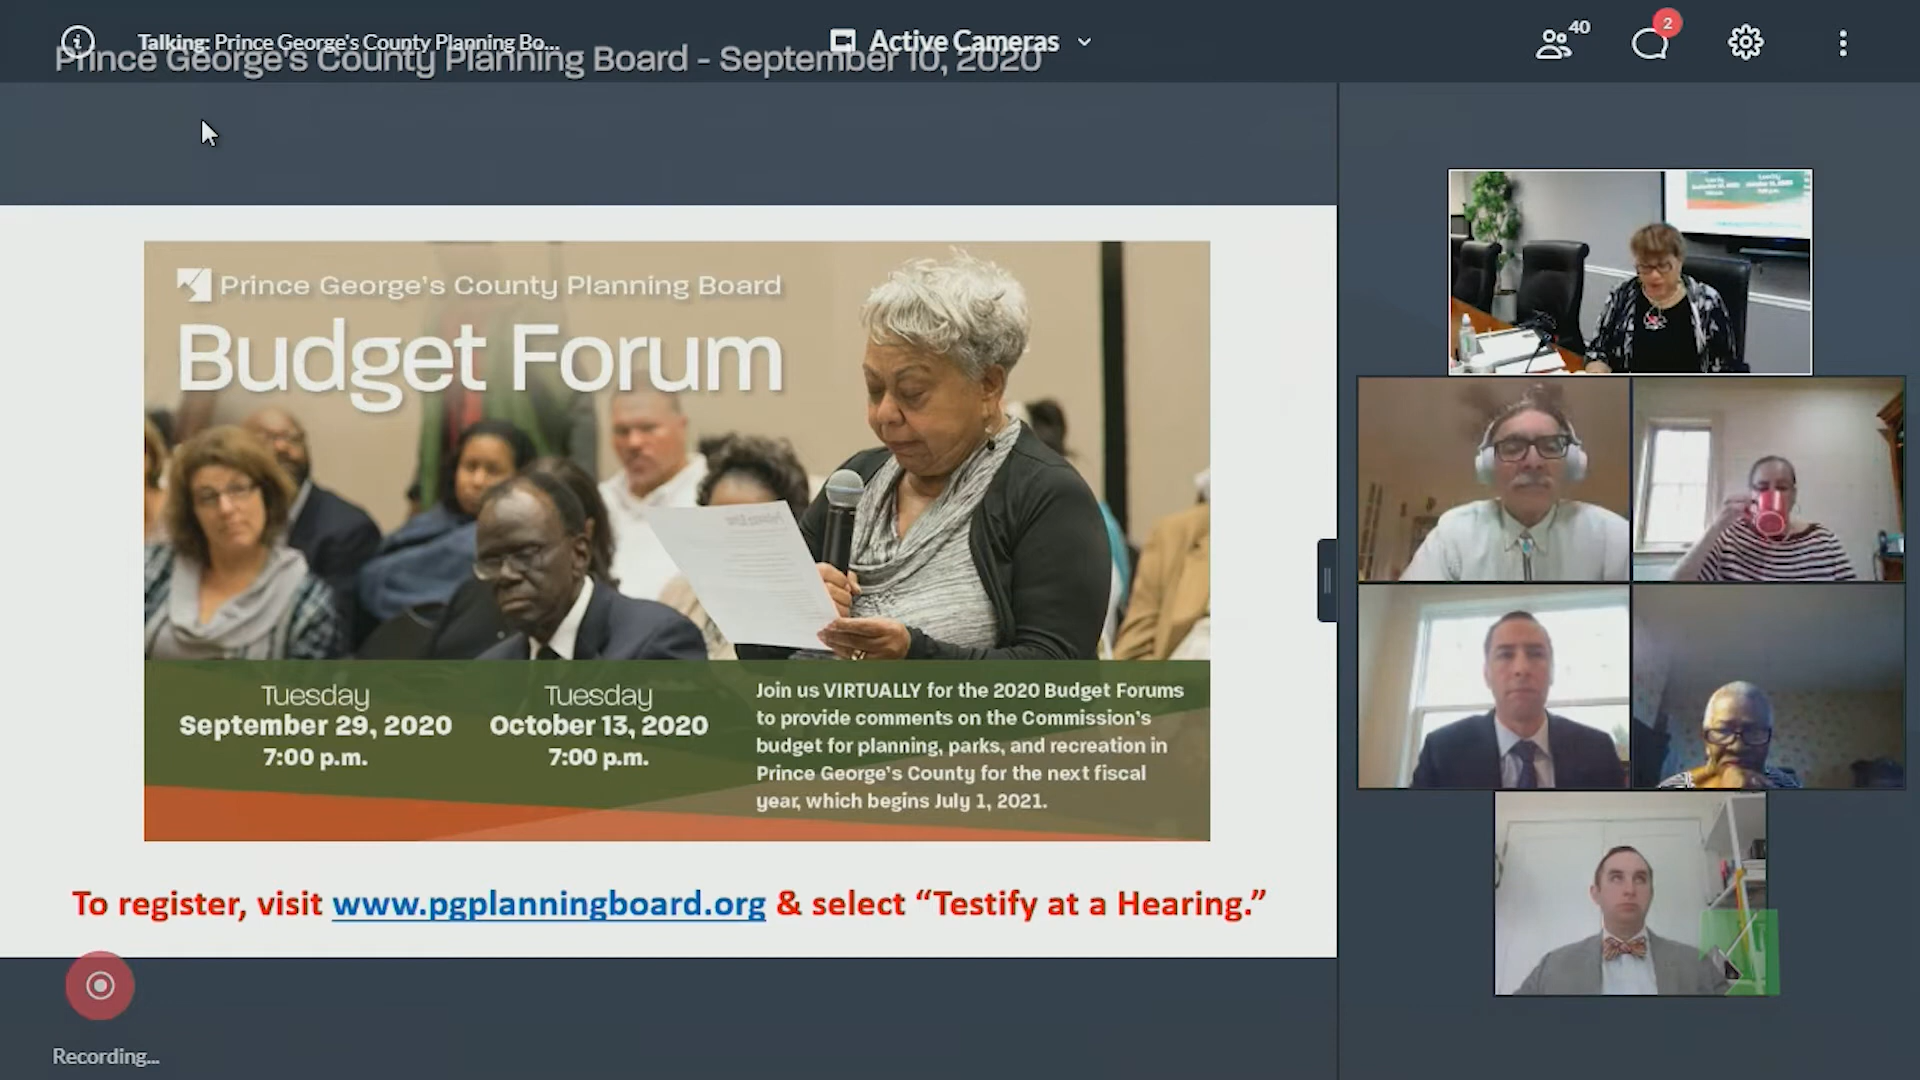 Talking: Prince George's County Planning Bo...
Active Cameras
40
2
Prince George's County Planning Board - September 10, 2020
Prince George's County Planning Board
Budget Forum
Tuesday
September 29, 2020
7:00 p.m.
Tuesday
October 13, 2020
7:00 p.m.
Join us VIRTUALLY for the 2020 Budget Forums
to provide comments on the Commission's
budget for planning, parks, and recreation in
Prince George's County for the next fiscal
year, which begins July 1, 2021.
To register, visit www.pgplanningboard.org & select “Testify at a Hearing.”
Recording...